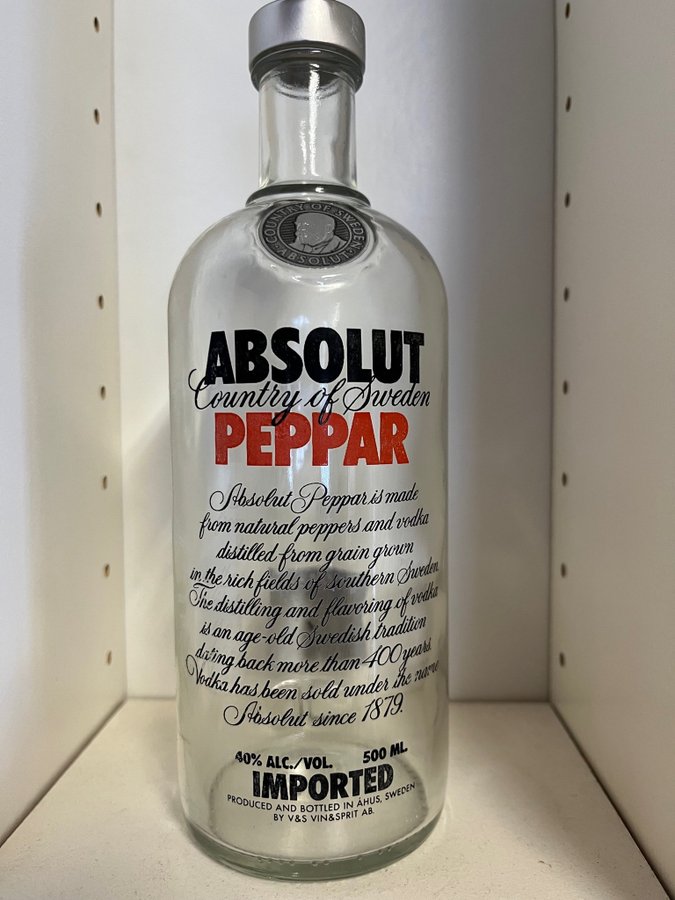 COUNTRY OF SWEDEN
ABSOLUT
ABSOLUT
Country of Sweden
PEPPAR
Absolut Peppar is made
from natural peppers and vodka
distilled from grain grown
in the rich fields of southern Sweden.
The distilling and flavoring of vodka
is an age-old Swedish tradition
dating back more than 400 years.
Vodka has been sold under the name
Absolut since 1879.
40% ALC./VOL. 500 ML.
IMPORTED
PRODUCED AND BOTTLED IN ÅHUS, SWEDEN
BY V&S VIN&SPRIT AB.